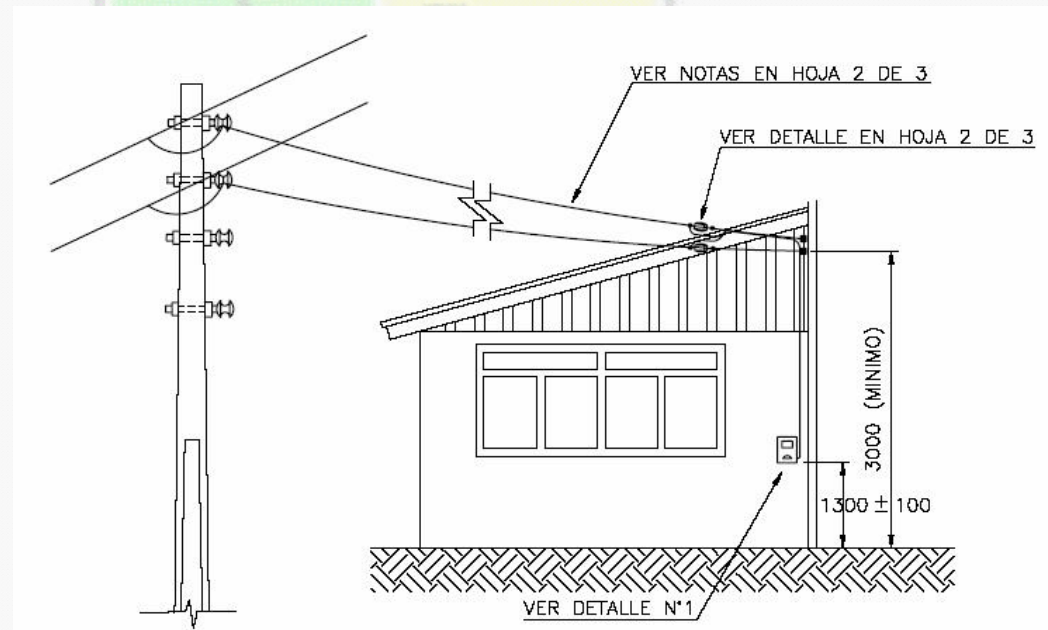 VER NOTAS EN HOJA 2 DE 3
VER DETALLE EN HOJA 2 DE 3
3000 (MINIMO)
1300 ± 100
VER DETALLE N°1